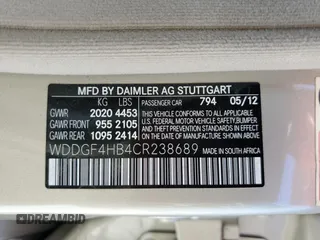 MFD BY DAIMLER AG STUTTGART
KG LBS PASSENGER CAR 794 05/12
GVWR 2020 4453
GAWR FRONT 955 2105
GAWR REAR 1095 2414
THIS VEHICLE CONFORMS TO ALL APPLICABLE
U.S. FEDERAL MOTOR VEHICLE SAFETY, BUMPER,
AND THEFT PREVENTION STANDARDS IN EFFECT ON
THE DATE OF MANUFACTURE SHOWN ABOVE.
WDDGF4HB4CR238689
MADE IN
SOUTH AFRICA
DREAMBID